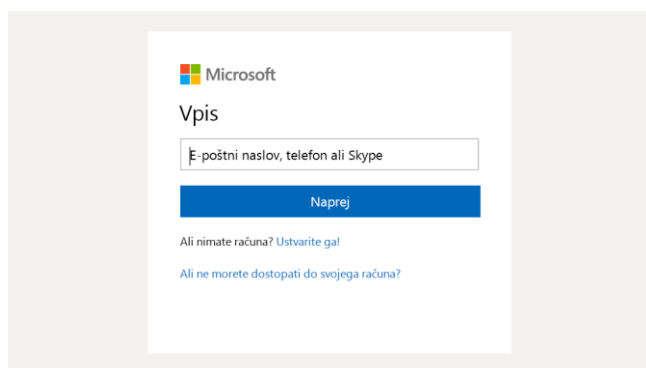 Microsoft
Vpis
E-poštni naslov, telefon ali Skype
Naprej
Ali nimate računa? Ustvarite ga!
Ali ne morete dostopati do svojega računa?